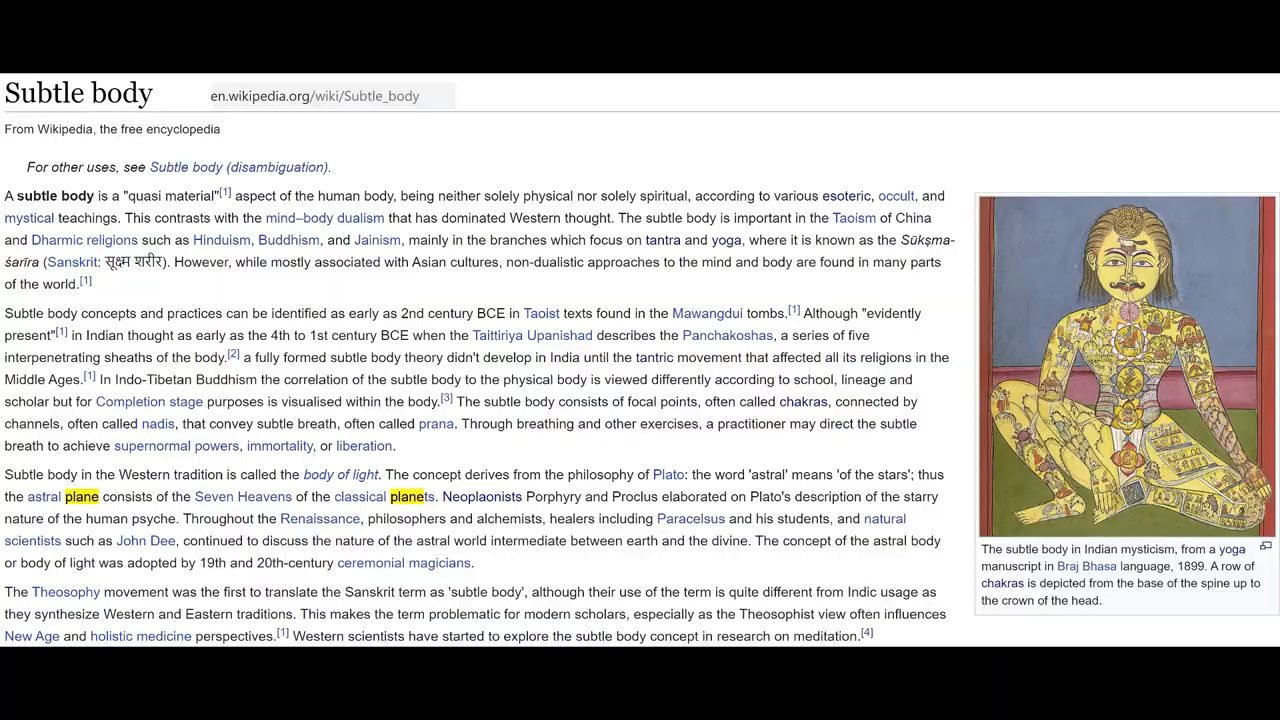 Subtle body
en.wikipedia.org/wiki/Subtle_body
From Wikipedia, the free encyclopedia
For other uses, see Subtle body (disambiguation).
A subtle body is a "quasi material"[1] aspect of the human body, being neither solely physical nor solely spiritual, according to various esoteric, occult, and
mystical teachings. This contrasts with the mind–body dualism that has dominated Western thought. The subtle body is important in the Taoism of China
and Dharmic religions such as Hinduism, Buddhism, and Jainism, mainly in the branches which focus on tantra and yoga, where it is known as the Sūkṣma-
śarīra (Sanskrit: सूक्ष्म शरीर). However, while mostly associated with Asian cultures, non-dualistic approaches to the mind and body are found in many parts
of the world.[1]
Subtle body concepts and practices can be identified as early as 2nd century BCE in Taoist texts found in the Mawangdui tombs.[1] Although "evidently
present"[1] in Indian thought as early as the 4th to 1st century BCE when the Taittiriya Upanishad describes the Panchakoshas, a series of five
interpenetrating sheaths of the body.[2] a fully formed subtle body theory didn't develop in India until the tantric movement that affected all its religions in the
Middle Ages.[1] In Indo-Tibetan Buddhism the correlation of the subtle body to the physical body is viewed differently according to school, lineage and
scholar but for Completion stage purposes is visualised within the body.[3] The subtle body consists of focal points, often called chakras, connected by
channels, often called nadis, that convey subtle breath, often called prana. Through breathing and other exercises, a practitioner may direct the subtle
breath to achieve supernormal powers, immortality, or liberation.
Subtle body in the Western tradition is called the body of light. The concept derives from the philosophy of Plato: the word 'astral' means 'of the stars'; thus
the astral plane consists of the Seven Heavens of the classical planets. Neoplaonists Porphyry and Proclus elaborated on Plato's description of the starry
nature of the human psyche. Throughout the Renaissance, philosophers and alchemists, healers including Paracelsus and his students, and natural
scientists such as John Dee, continued to discuss the nature of the astral world intermediate between earth and the divine. The concept of the astral body
or body of light was adopted by 19th and 20th-century ceremonial magicians.
The Theosophy movement was the first to translate the Sanskrit term as 'subtle body', although their use of the term is quite different from Indic usage as
they synthesize Western and Eastern traditions. This makes the term problematic for modern scholars, especially as the Theosophist view often influences
New Age and holistic medicine perspectives.[1] Western scientists have started to explore the subtle body concept in research on meditation.[4]
The subtle body in Indian mysticism, from a yoga
manuscript in Braj Bhasa language, 1899. A row of
chakras is depicted from the base of the spine up to
the crown of the head.